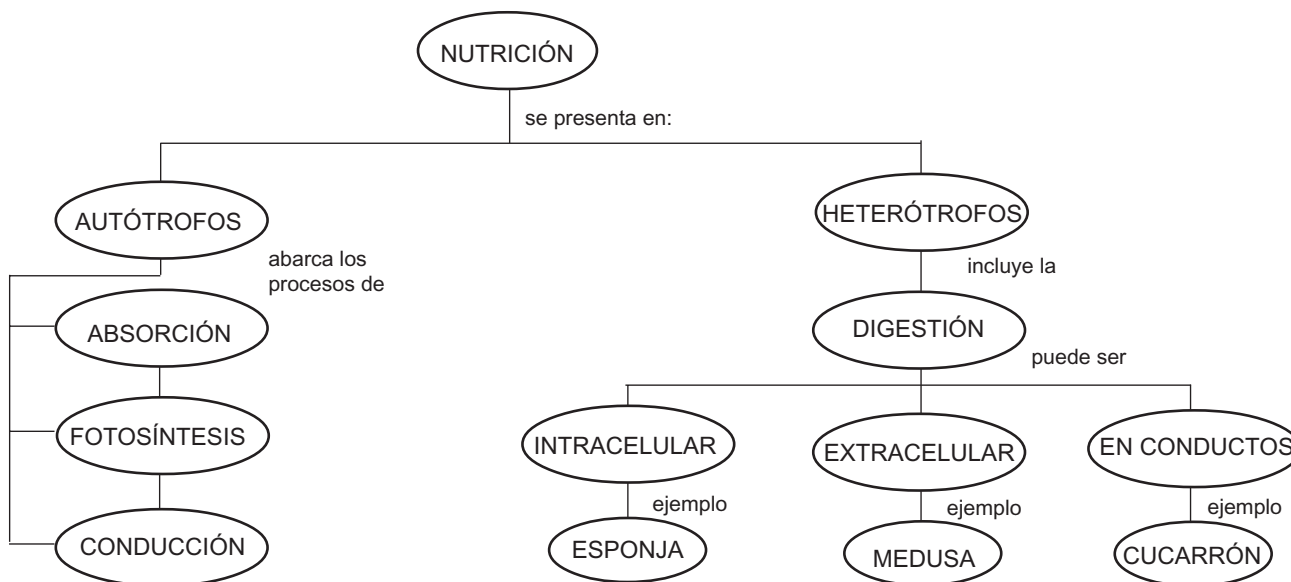 NUTRICIÓN
se presenta en:
AUTÓTROFOS
HETERÓTROFOS
abarca los
procesos de
incluye la
ABSORCIÓN
DIGESTIÓN
puede ser
FOTOSÍNTESIS
INTRACELULAR
EXTRACELULAR
EN CONDUCTOS
ejemplo
ejemplo
ejemplo
CONDUCCIÓN
ESPONJA
MEDUSA
CUCARRÓN